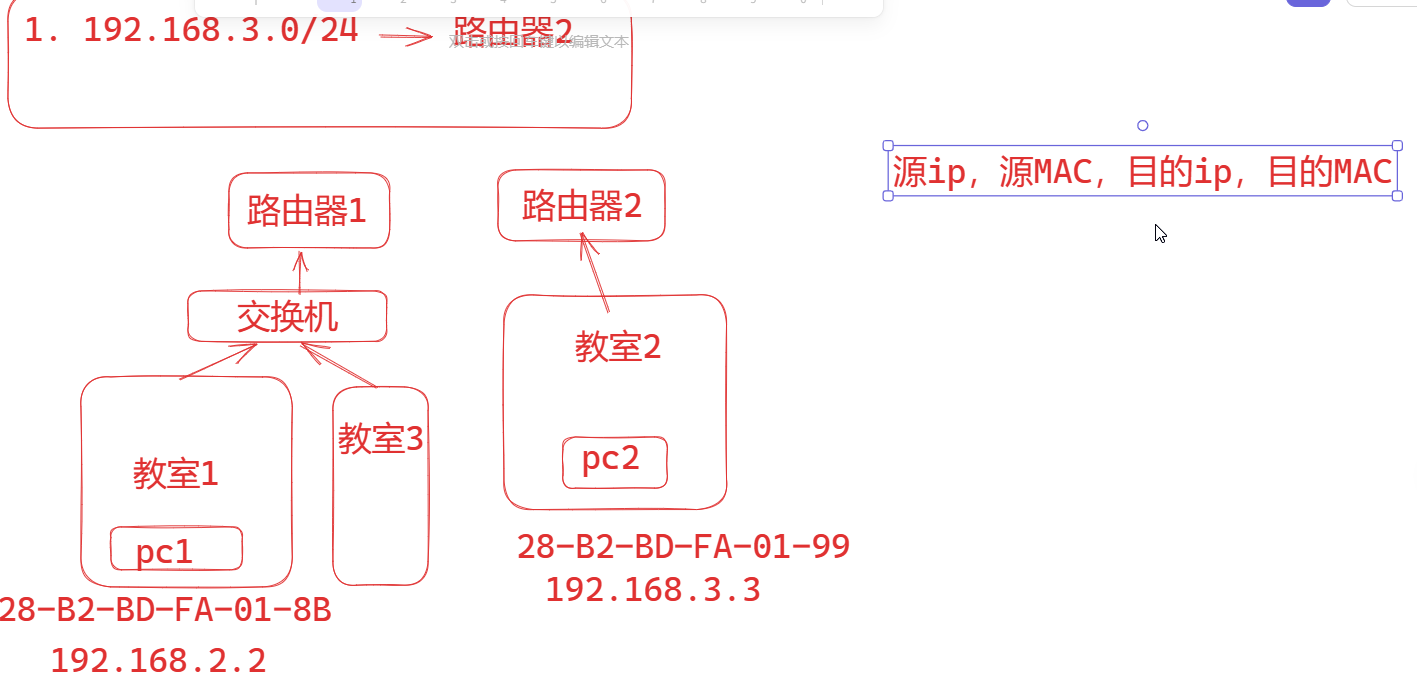 1. 192.168.3.0/24 路由器2
源ip，源MAC，目的ip，目的MAC
路由器1
路由器2
交换机
教室2
教室3
教室1
pc2
pc1
28-B2-BD-FA-01-99
192.168.3.3
28-B2-BD-FA-01-8B
192.168.2.2